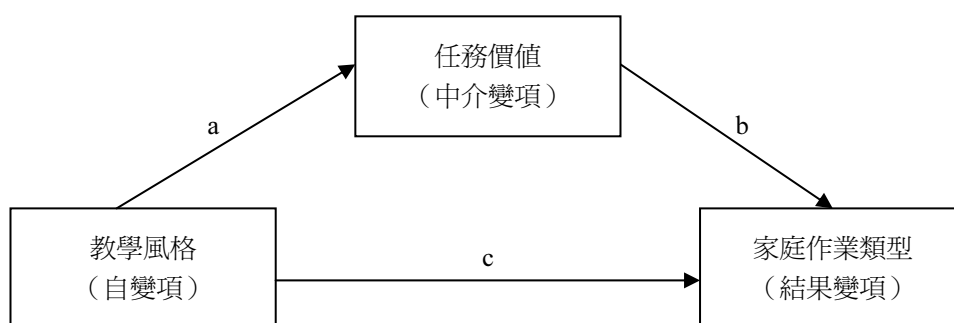 任務價值
（中介變項）
a
b
教學風格
（自變項）
c
家庭作業類型
（結果變項）